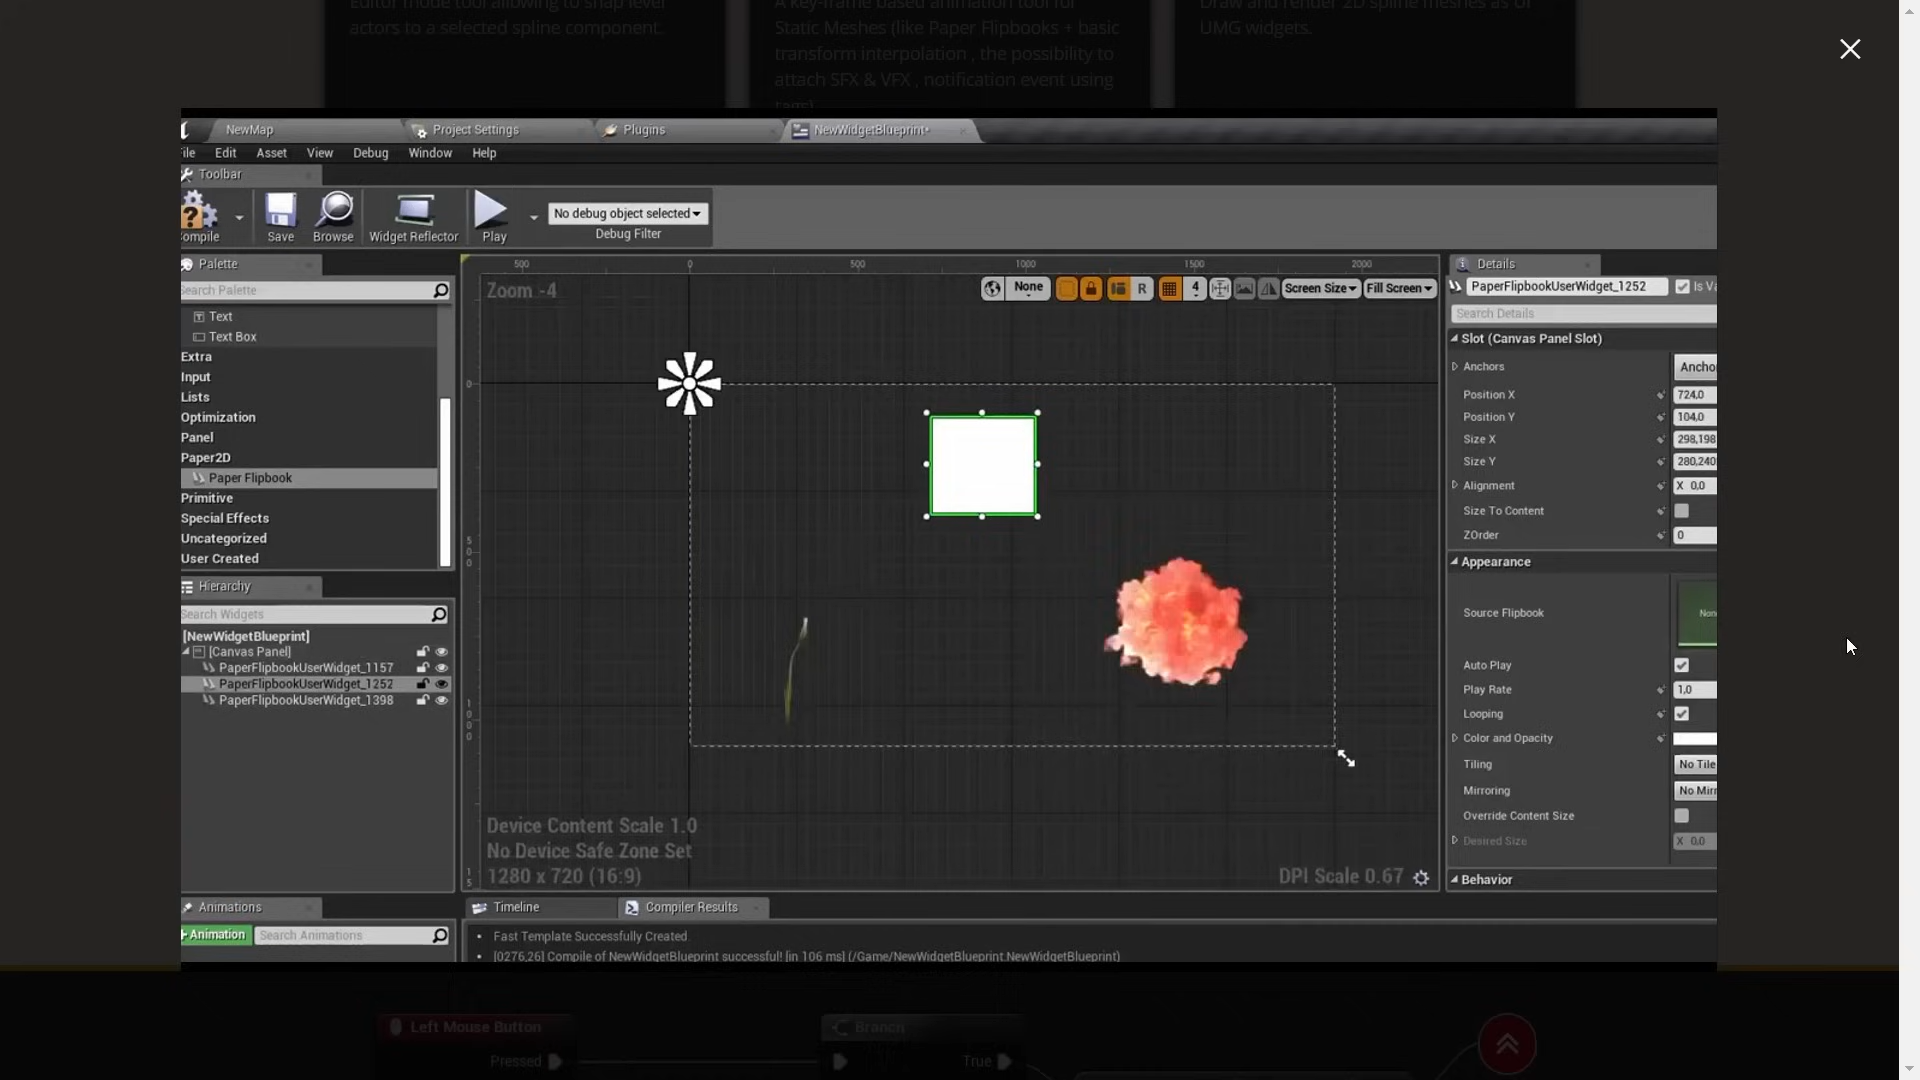 Editor mode tool allowing to snap level
actors to a selected spline component.
A key-frame based animation tool for
Static Meshes (like Paper Flipbooks + basic
transform interpolation , the possibility to
attach SFX & VFX , notification event using
tags)
Draw and render 2D spline meshes as or
UMG widgets.
NewMap
Project Settings
Plugins
NewWidgetBlueprint*
ile Edit Asset View Debug Window Help
Toolbar
ompile
Save
Browse
Widget Reflector
Play
No debug object selected
Debug Filter
Palette
Search Palette
Text
Text Box
Extra
Input
Lists
Optimization
Panel
Paper2D
Paper Flipbook
Primitive
Special Effects
Uncategorized
User Created
Hierarchy
Search Widgets
[NewWidgetBlueprint]
[Canvas Panel]
PaperFlipbookUserWidget_1157
PaperFlipbookUserWidget_1252
PaperFlipbookUserWidget_1398
Animations
+Animation
Search Animations
500 0 500 1000 1500 2000
Zoom -4
None
R
4
Screen Size
Fill Screen
0
500
1000
15
Device Content Scale 1.0
No Device Safe Zone Set
1280 x 720 (16:9)
DPI Scale 0.67
Timeline
Compiler Results
• Fast Template Successfully Created
• [0276,26] Compile of NewWidgetBlueprint successful! [in 106 ms] (/Game/NewWidgetBlueprint.NewWidgetBlueprint)
Details
PaperFlipbookUserWidget_1252
Is Va
Search Details
Slot (Canvas Panel Slot)
Anchors Ancho
Position X 724,0
Position Y 104,0
Size X 298,198
Size Y 280,240
Alignment X 0,0
Size To Content
ZOrder 0
Appearance
Source Flipbook Non
Auto Play
Play Rate 1,0
Looping
Color and Opacity
Tiling No Tile
Mirroring No Mirr
Override Content Size
Desired Size X 0,0
Behavior
Left Mouse Button
Pressed
Branch
True